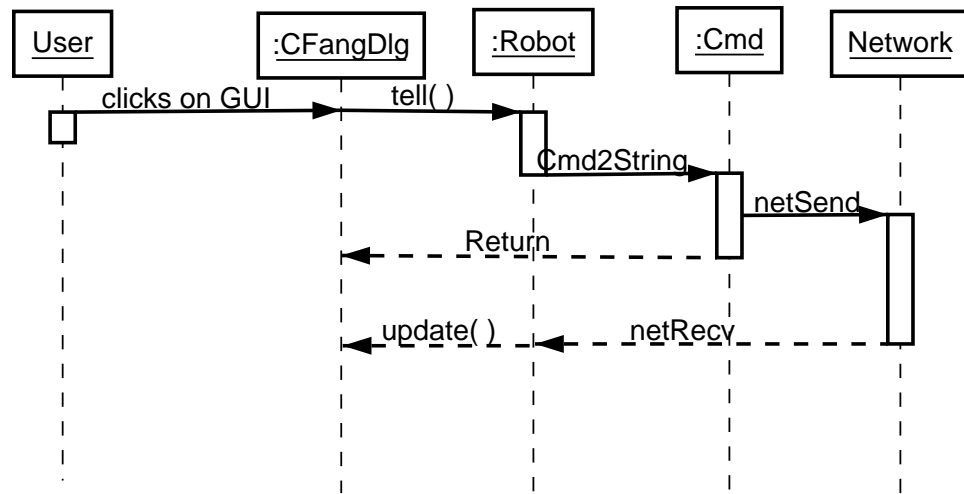 User
:CFangDlg
:Robot
:Cmd
Network
clicks on GUI
tell( )
Cmd2String
netSend
Return
update( )
netRecv